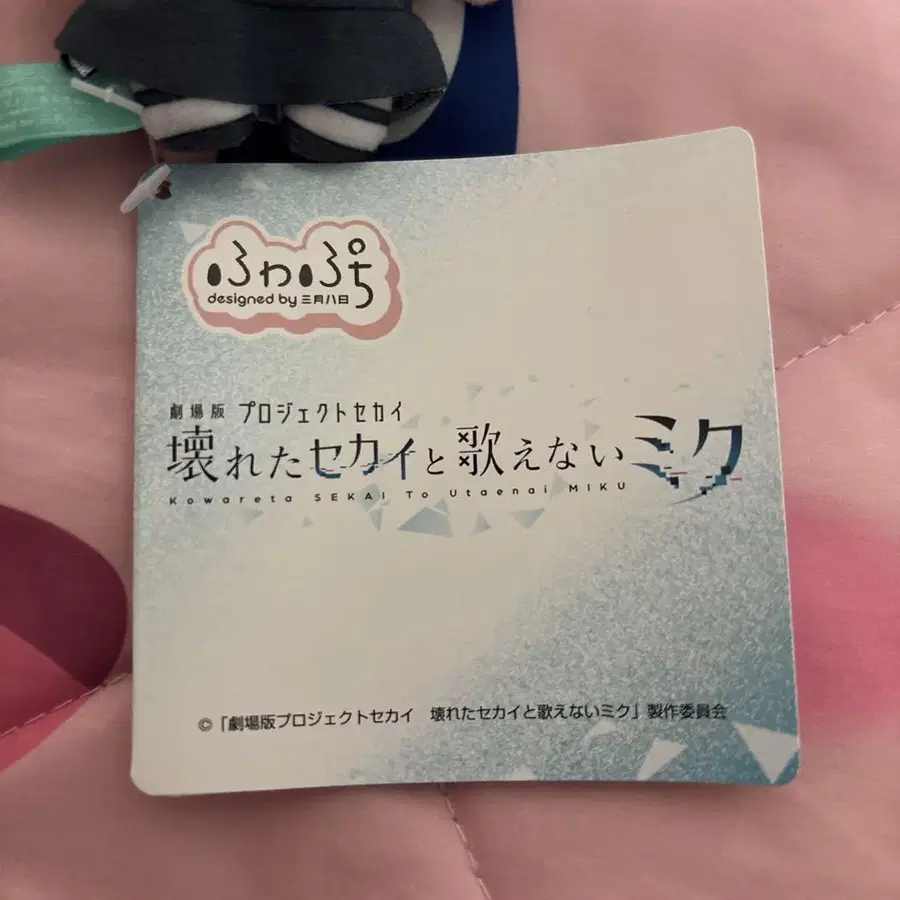 ふわぷち
designed by 三月八日
劇場版 プロジェクトセカイ
壊れたセカイと歌えないミク
Kowareta SEKAI To Utaenai MIKU
©「劇場版プロジェクトセカイ　壊れたセカイと歌えないミク」製作委員会